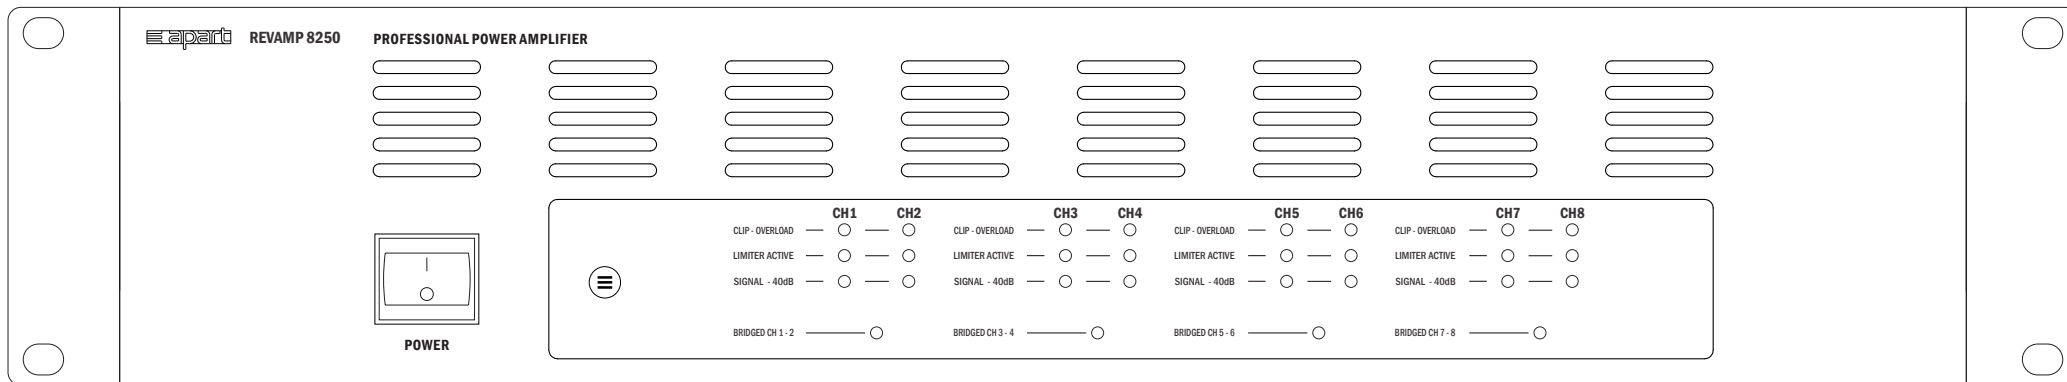 apart REVAMP 8250 PROFESSIONAL POWER AMPLIFIER
CH1 CH2 CH3 CH4 CH5 CH6 CH7 CH8
CLIP - OVERLOAD CLIP - OVERLOAD CLIP - OVERLOAD CLIP - OVERLOAD
LIMITER ACTIVE LIMITER ACTIVE LIMITER ACTIVE LIMITER ACTIVE
SIGNAL - 40dB SIGNAL - 40dB SIGNAL - 40dB SIGNAL - 40dB
BRIDGED CH 1 - 2 BRIDGED CH 3 - 4 BRIDGED CH 5 - 6 BRIDGED CH 7 - 8
POWER